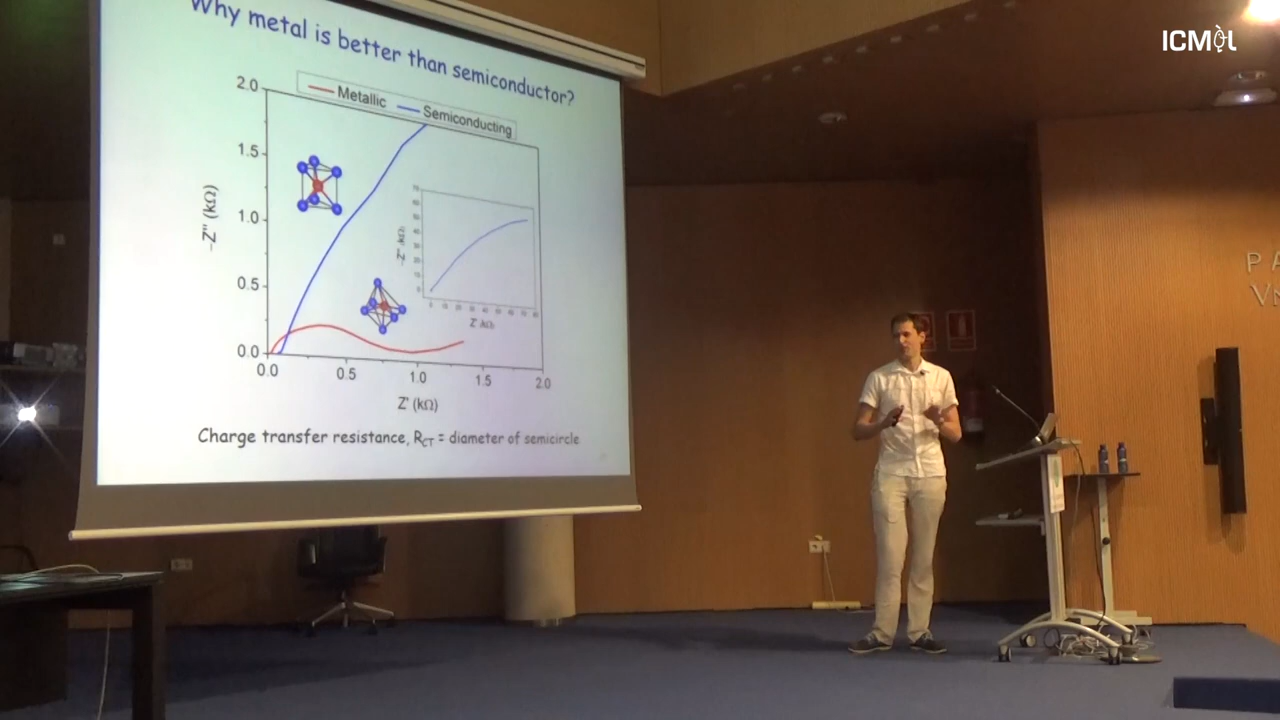 ICMOL
Why metal is better than semiconductor?
Metallic
Semiconducting
2.0
1.5
1.0
0.5
0.0
-Z'' (kΩ)
0.0
0.5
1.0
1.5
2.0
Z' (kΩ)
Z' kΩ
Charge transfer resistance, RCT = diameter of semicircle